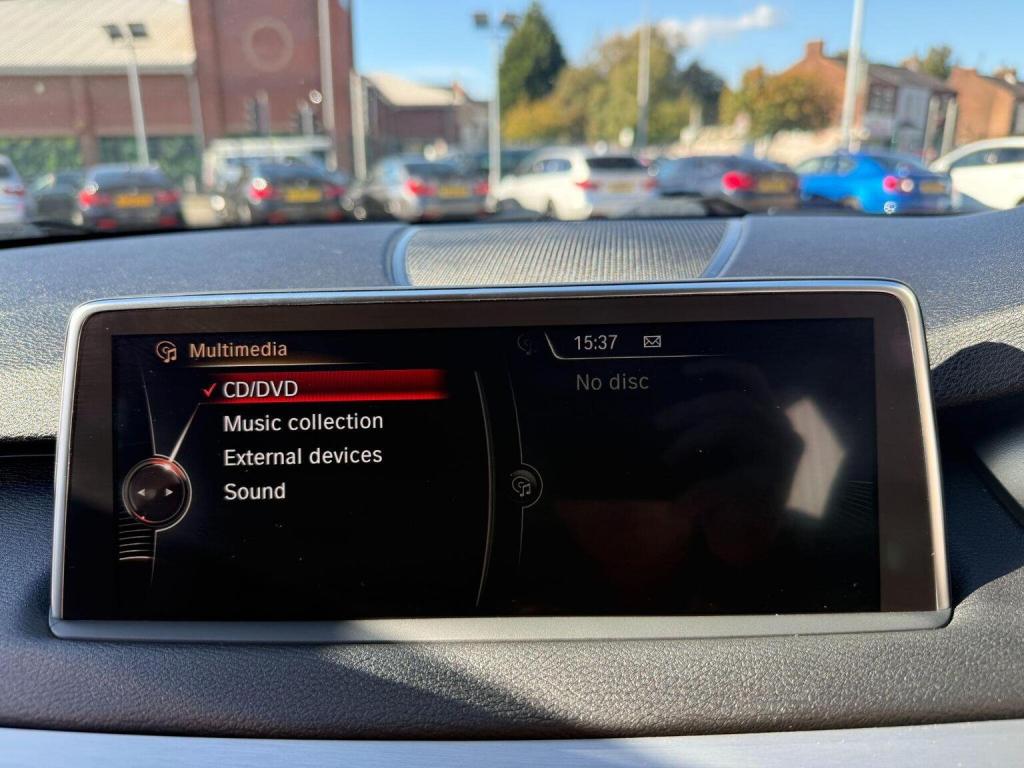 Multimedia
15:37
CD/DVD
No disc
Music collection
External devices
Sound